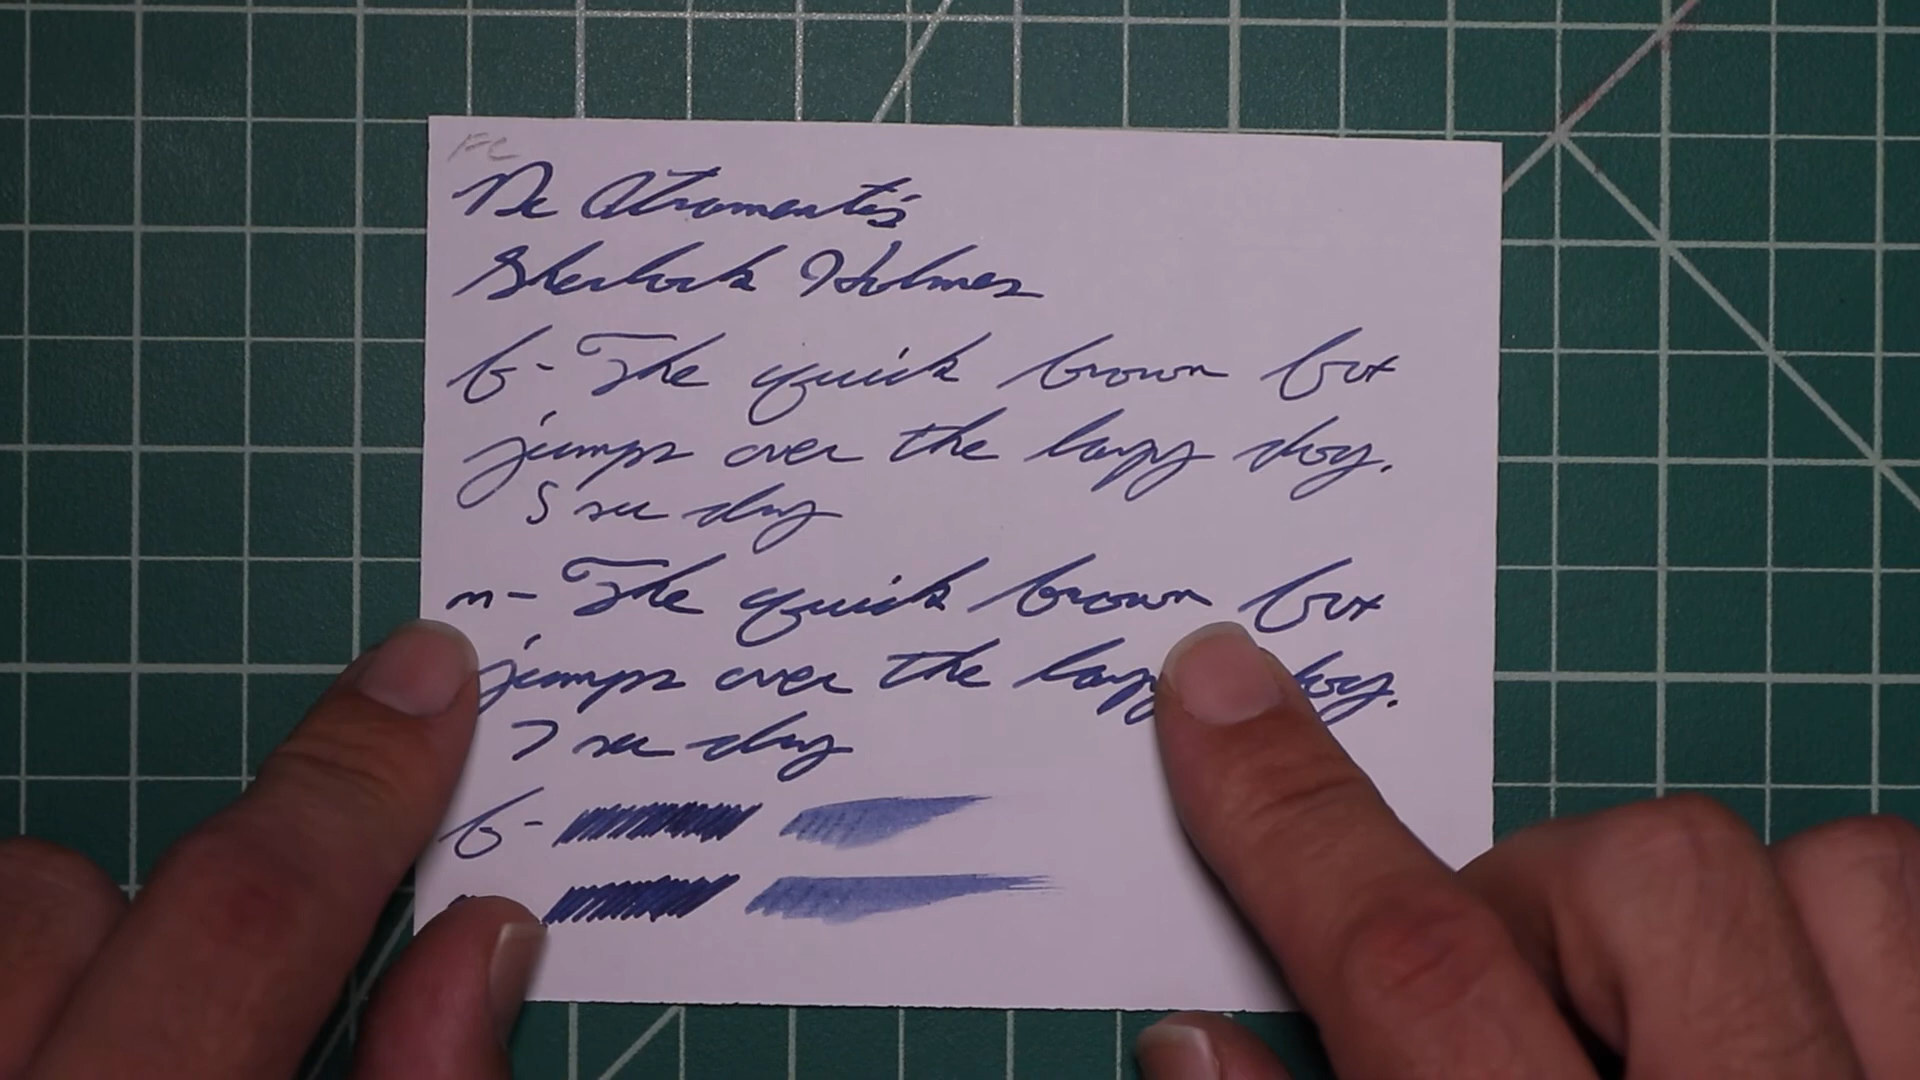 FC
De Atramentis
Sherlock Holmes
f- The quick brown fox
jumps over the lazy dog.
5 sec dry
m- The quick brown fox
jumps over the lazy dog.
7 sec dry
f-